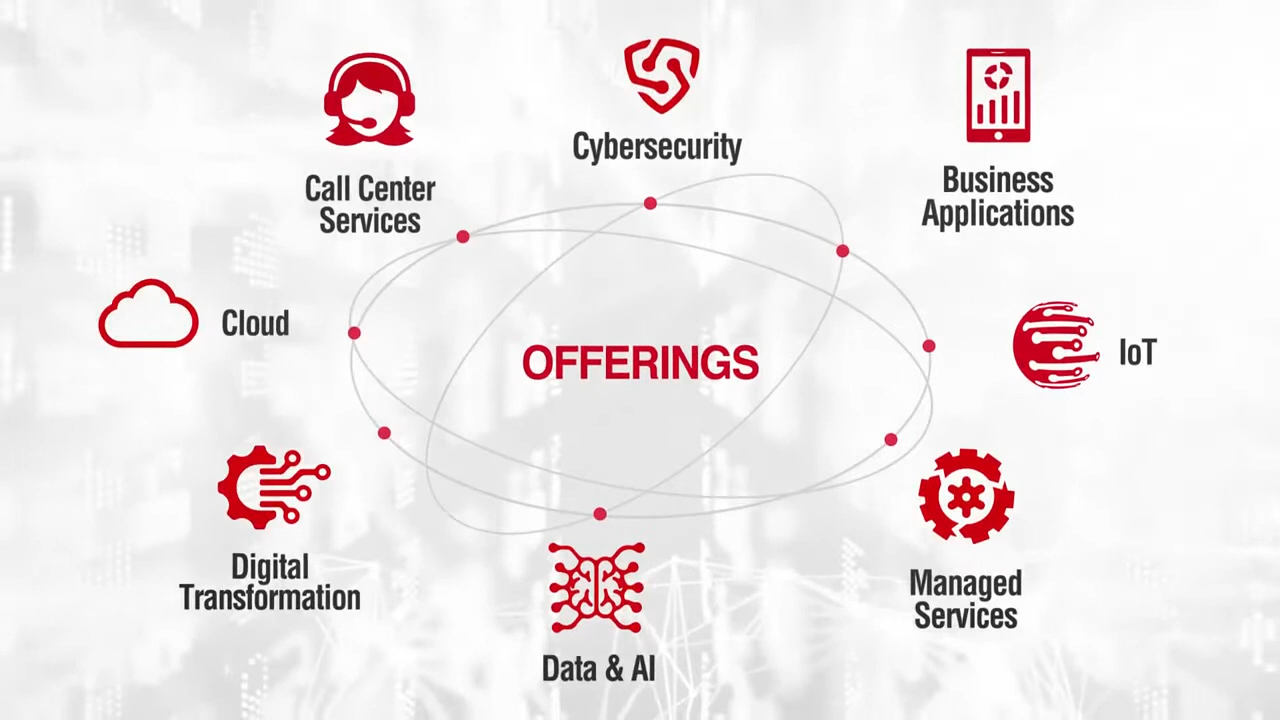 Cybersecurity
Call Center
Services
Business
Applications
Cloud
OFFERINGS
IoT
Digital
Transformation
Managed
Services
Data & AI